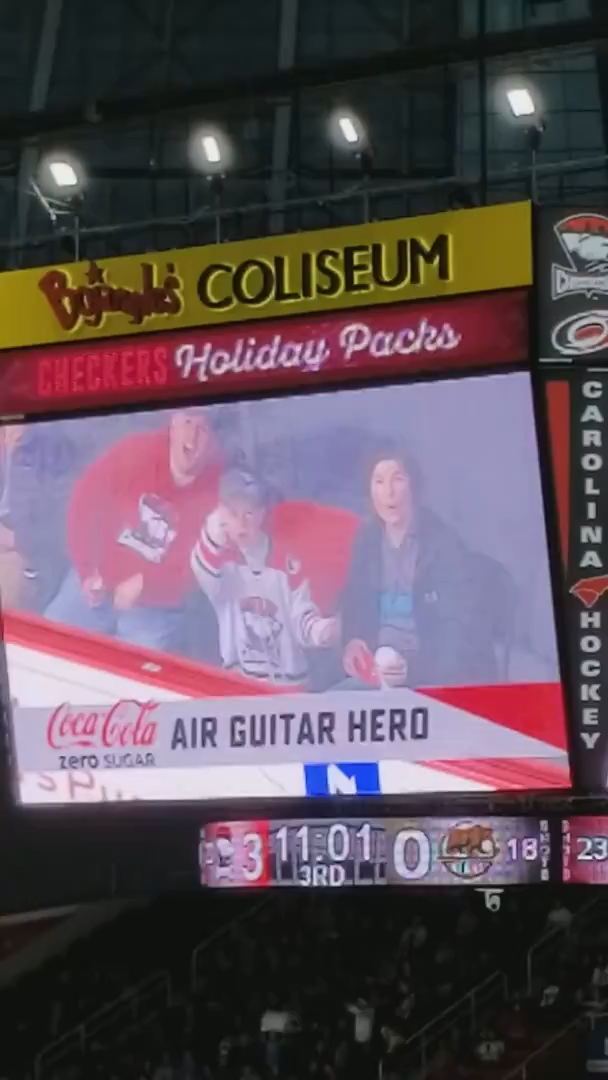 Bojangles' COLISEUM
CHECKERS Holiday Packs
CAROLINA HOCKEY
Coca-Cola
zero SUGAR
AIR GUITAR HERO
3 11:01 0 18 23
3RD